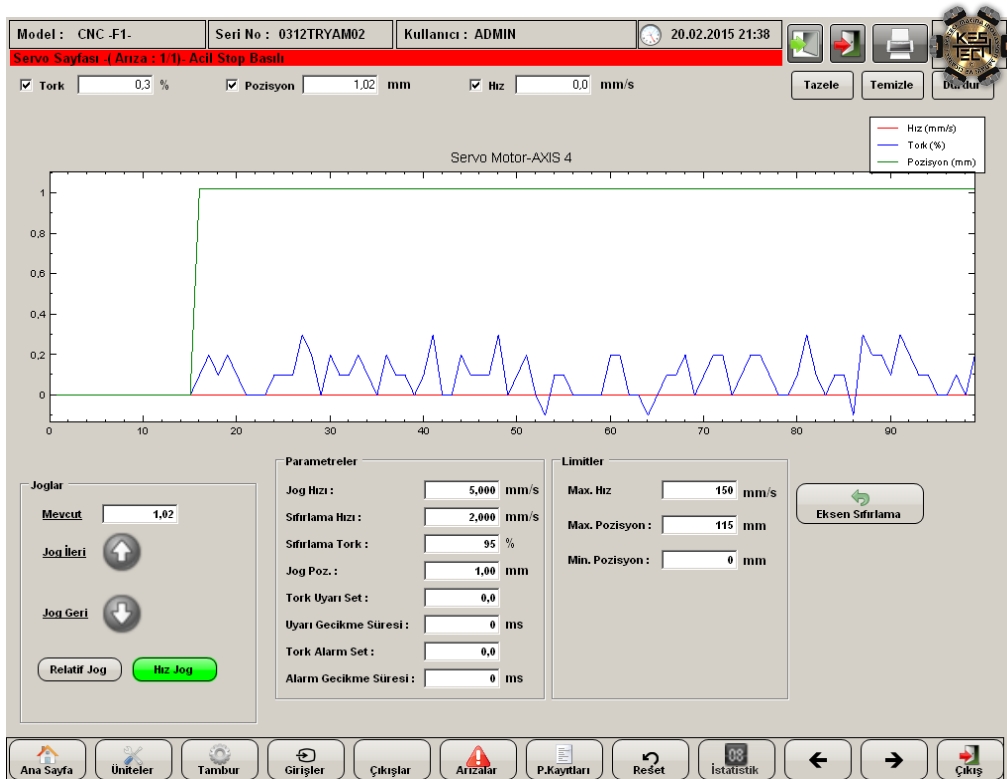 Model : CNC -F1-
Seri No : 0312TRYAM02
Kullanıcı : ADMIN
20.02.2015 21:38
KES
TECH
Servo Sayfası -( Arıza : 1/1)- Acil Stop Basılı
Tork 0,3 %
Pozisyon 1,02 mm
Hız 0,0 mm/s
Tazele
Temizle
Durdur
Hız (mm/s)
Tork (%)
Pozisyon (mm)
Servo Motor-AXIS 4
1
0,8
0,6
0,4
0,2
0
0 10 20 30 40 50 60 70 80 90
Joglar
Mevcut 1,02
Jog İleri
Jog Geri
Relatif Jog
Hız Jog
Parametreler
Jog Hızı : 5,000 mm/s
Sıfırlama Hızı : 2,000 mm/s
Sıfırlama Tork : 95 %
Jog Poz. : 1,00 mm
Tork Uyarı Set : 0,0
Uyarı Gecikme Süresi : 0 ms
Tork Alarm Set : 0,0
Alarm Gecikme Süresi : 0 ms
Limitler
Max. Hız 150 mm/s
Max. Pozisyon : 115 mm
Min. Pozisyon : 0 mm
Eksen Sıfırlama
Ana Sayfa
Üniteler
Tambur
Girişler
Çıkışlar
Arızalar
P.Kayıtları
Reset
08
İstatistik
Çıkış